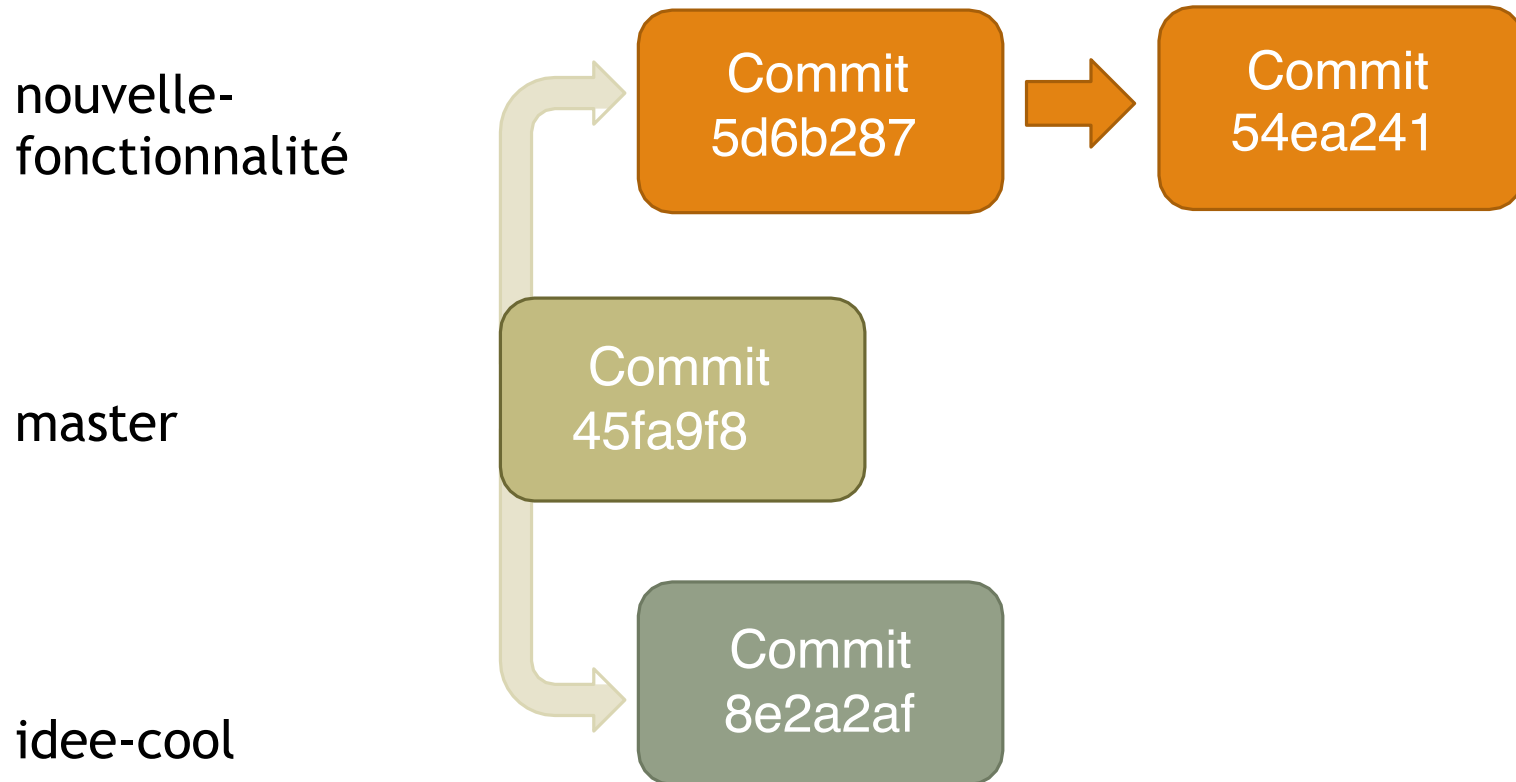 nouvelle-
fonctionnalité
Commit
5d6b287
Commit
54ea241
master
Commit
45fa9f8
idee-cool
Commit
8e2a2af